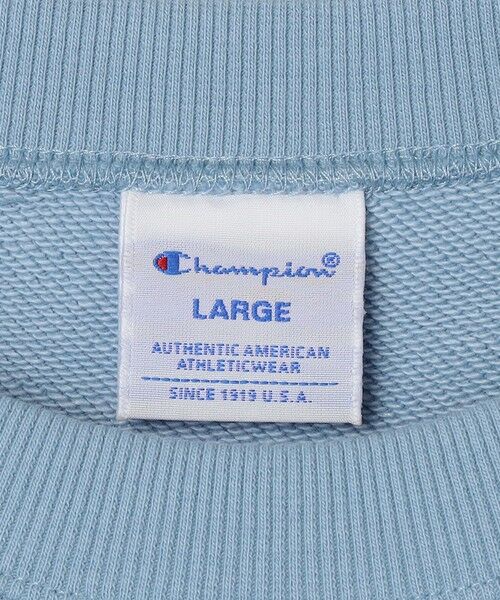 Champion®
LARGE
AUTHENTIC AMERICAN
ATHLETICWEAR
SINCE 1919 U.S.A.